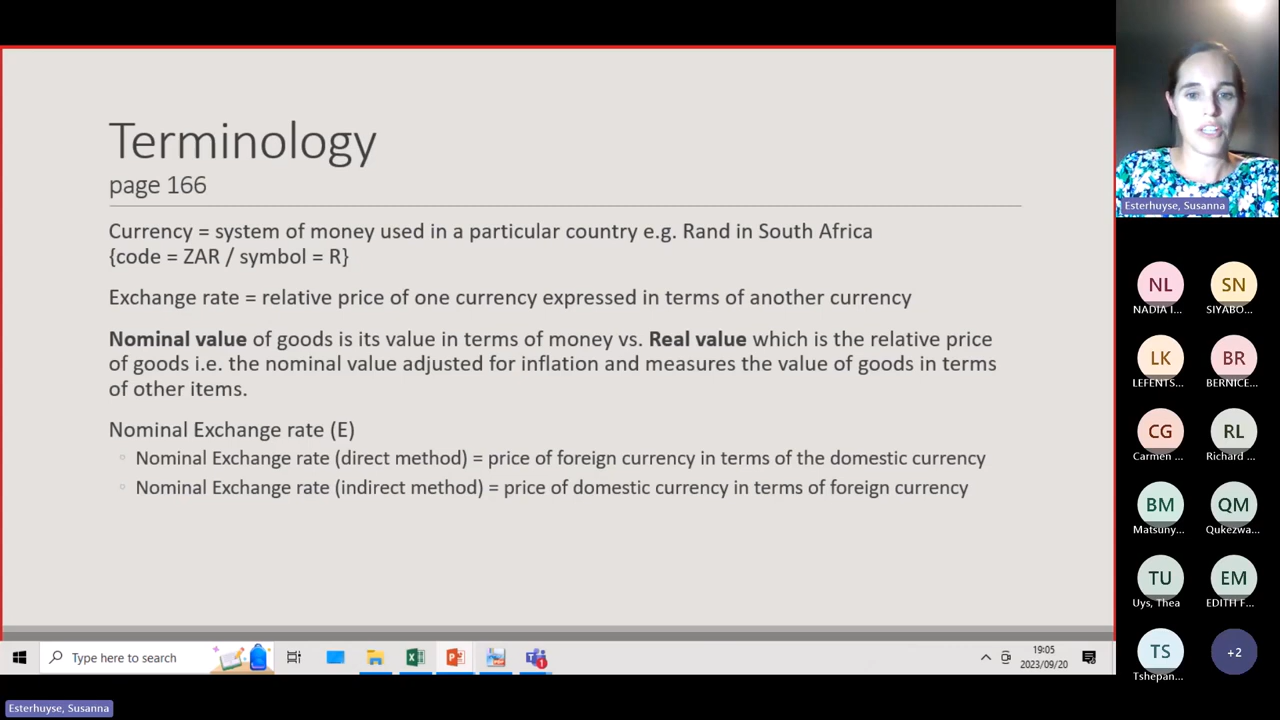 Terminology
page 166
Currency = system of money used in a particular country e.g. Rand in South Africa
{code = ZAR / symbol = R}
Exchange rate = relative price of one currency expressed in terms of another currency
Nominal value of goods is its value in terms of money vs. Real value which is the relative price
of goods i.e. the nominal value adjusted for inflation and measures the value of goods in terms
of other items.
Nominal Exchange rate (E)
Nominal Exchange rate (direct method) = price of foreign currency in terms of the domestic currency
Nominal Exchange rate (indirect method) = price of domestic currency in terms of foreign currency
Type here to search
1
19:05
2023/09/20
Esterhuyse, Susanna
NL
NADIA I...
SN
SIYABO...
LK
LEFENTS...
BR
BERNICE...
CG
Carmen ...
RL
Richard ...
BM
Matsuny...
QM
Qukezwa...
TU
Uys, Thea
EM
EDITH F...
TS
Tshepan...
+2
Esterhuyse, Susanna